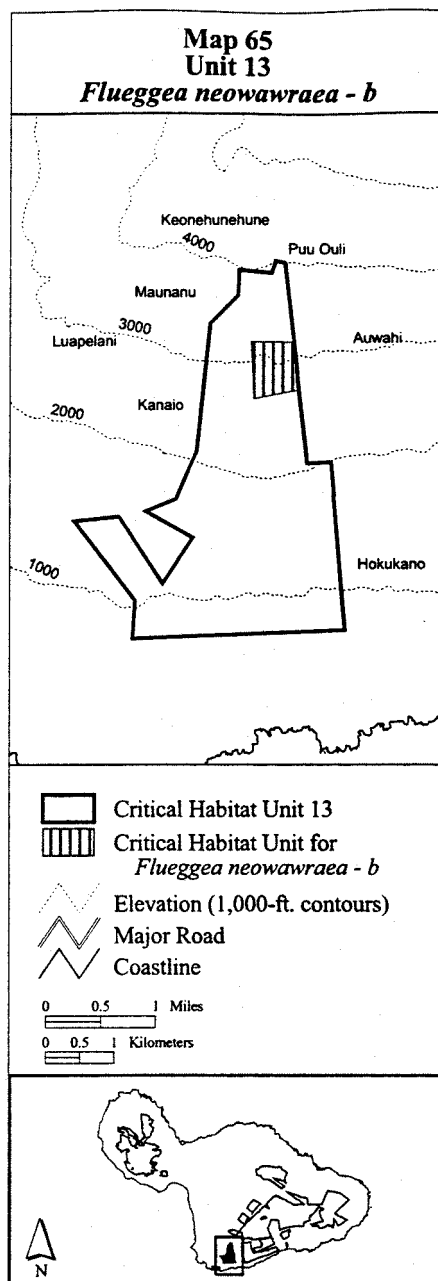 Map 65
Unit 13
Flueggea neowawraea - b
Keonehunehune
4000
Puu Ouli
Maunanu
3000
Luapelani
Auwahi
Kanaio
2000
1000
Hokukano
Critical Habitat Unit 13
Critical Habitat Unit for
Flueggea neowawraea - b
Elevation (1,000-ft. contours)
Major Road
Coastline
0 0.5 1 Miles
0 0.5 1 Kilometers
N